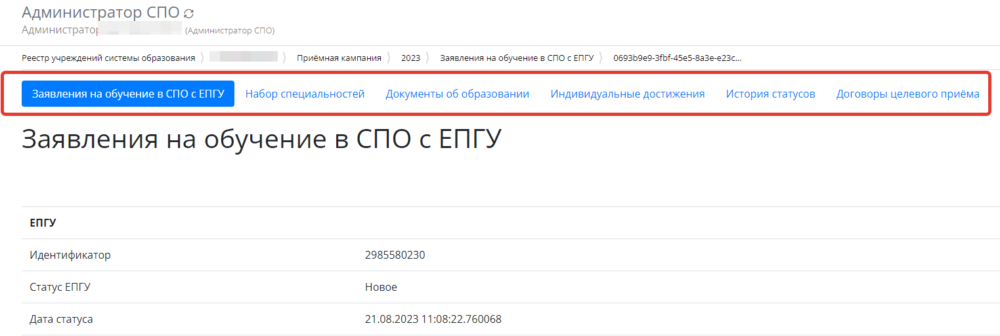 Администратор СПО
Администратор (Администратор СПО)
Реестр учреждений системы образования Приёмная кампания 2023 Заявления на обучение в СПО с ЕПГУ 0693b9e9-3fbf-45e5-8a3e-e23c...
Заявления на обучение в СПО с ЕПГУ Набор специальностей Документы об образовании Индивидуальные достижения История статусов Договоры целевого приёма
Заявления на обучение в СПО с ЕПГУ
ЕПГУ
Идентификатор 2985580230
Статус ЕПГУ Новое
Дата статуса 21.08.2023 11:08:22.760068